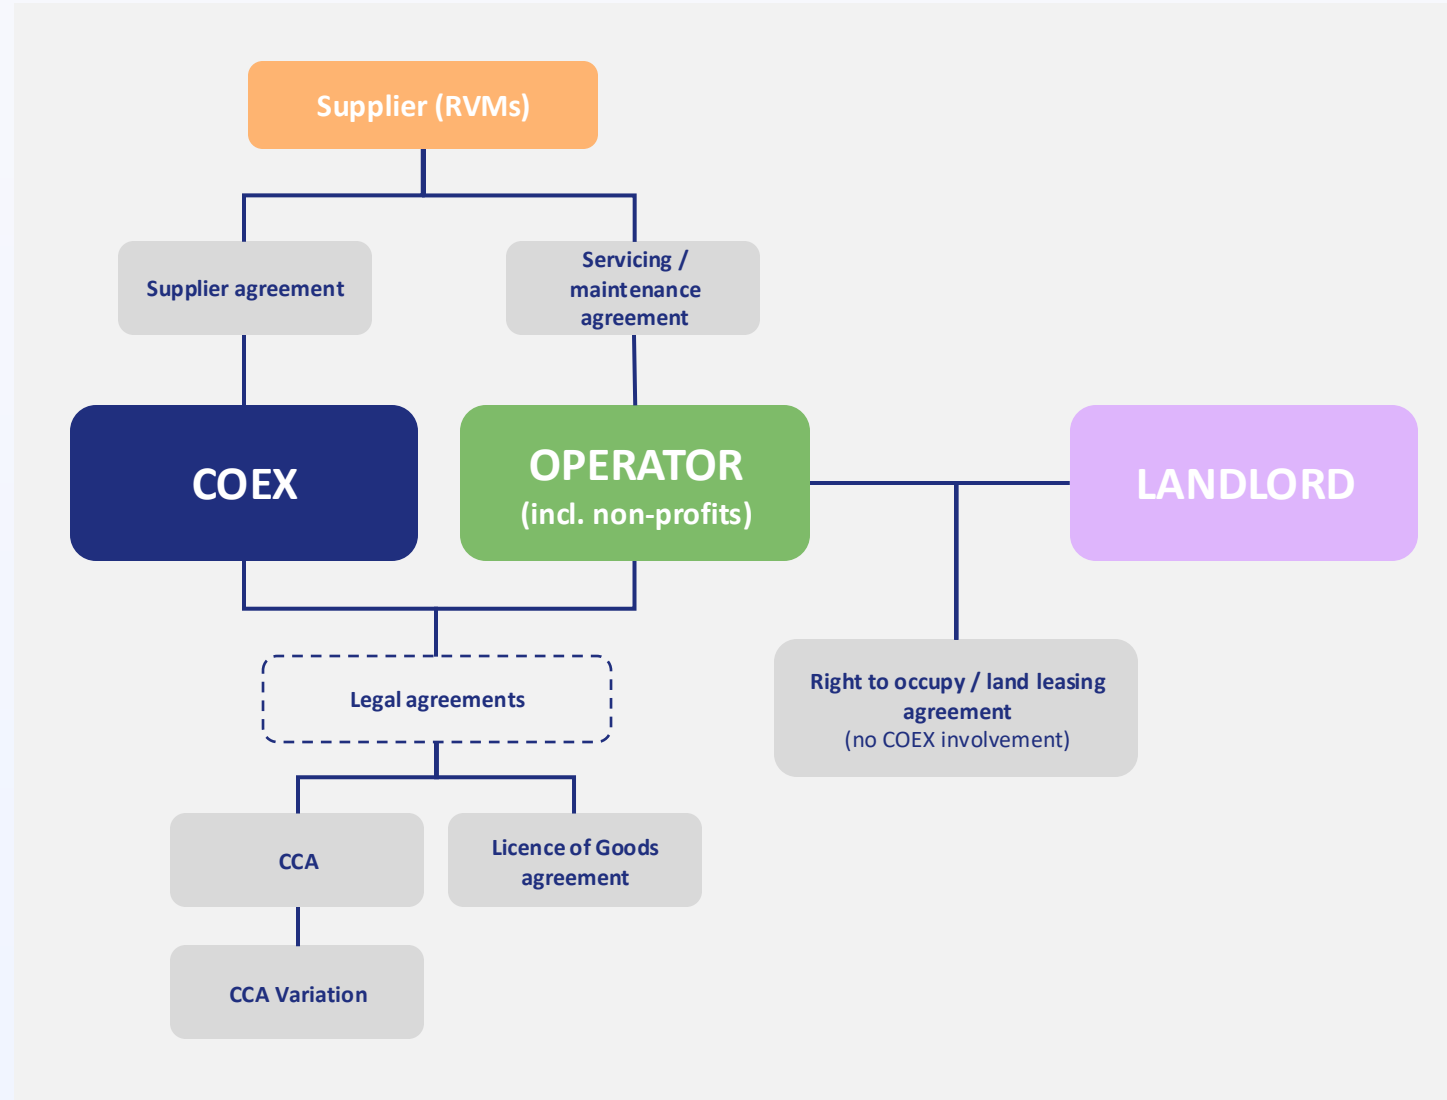 Supplier (RVMs)
Supplier agreement
Servicing /
maintenance
agreement
COEX
OPERATOR
(incl. non-profits)
LANDLORD
Legal agreements
Right to occupy / land leasing
agreement
(no COEX involvement)
CCA
Licence of Goods
agreement
CCA Variation